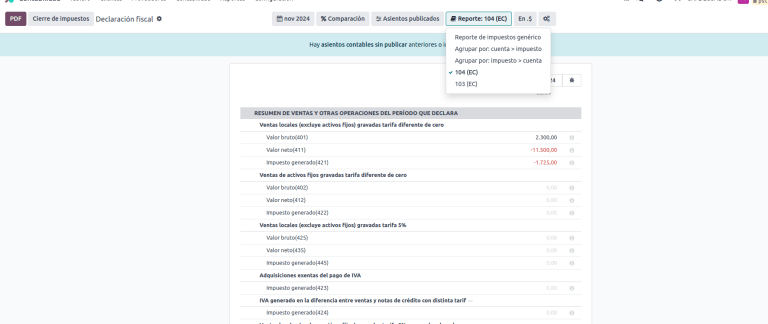 PDF Cierre de impuestos Declaración fiscal nov 2024 % Comparación Asientos publicados Reporte: 104 (EC) En .$
Hay asientos contables sin publicar anteriores o i
Reporte de impuestos genérico
Agrupar por: cuenta > impuesto
Agrupar por: impuesto > cuenta
104 (EC)
103 (EC)
RESUMEN DE VENTAS Y OTRAS OPERACIONES DEL PERÍODO QUE DECLARA
Ventas locales (excluye activos fijos) gravadas tarifa diferente de cero
Valor bruto(401) 2.300,00
Valor neto(411) -11.500,00
Impuesto generado(421) -1.725,00
Ventas de activos fijos gravadas tarifa diferente de cero
Valor bruto(402) 0,00
Valor neto(412) 0,00
Impuesto generado(422) 0,00
Ventas locales (excluye activos fijos) gravadas tarifa 5%
Valor bruto(425) 0,00
Valor neto(435) 0,00
Impuesto generado(445) 0,00
Adquisiciones exentas del pago de IVA
Impuesto generado(423) 0,00
IVA generado en la diferencia entre ventas y notas de crédito con distinta tarif
Impuesto generado(424) 0,00